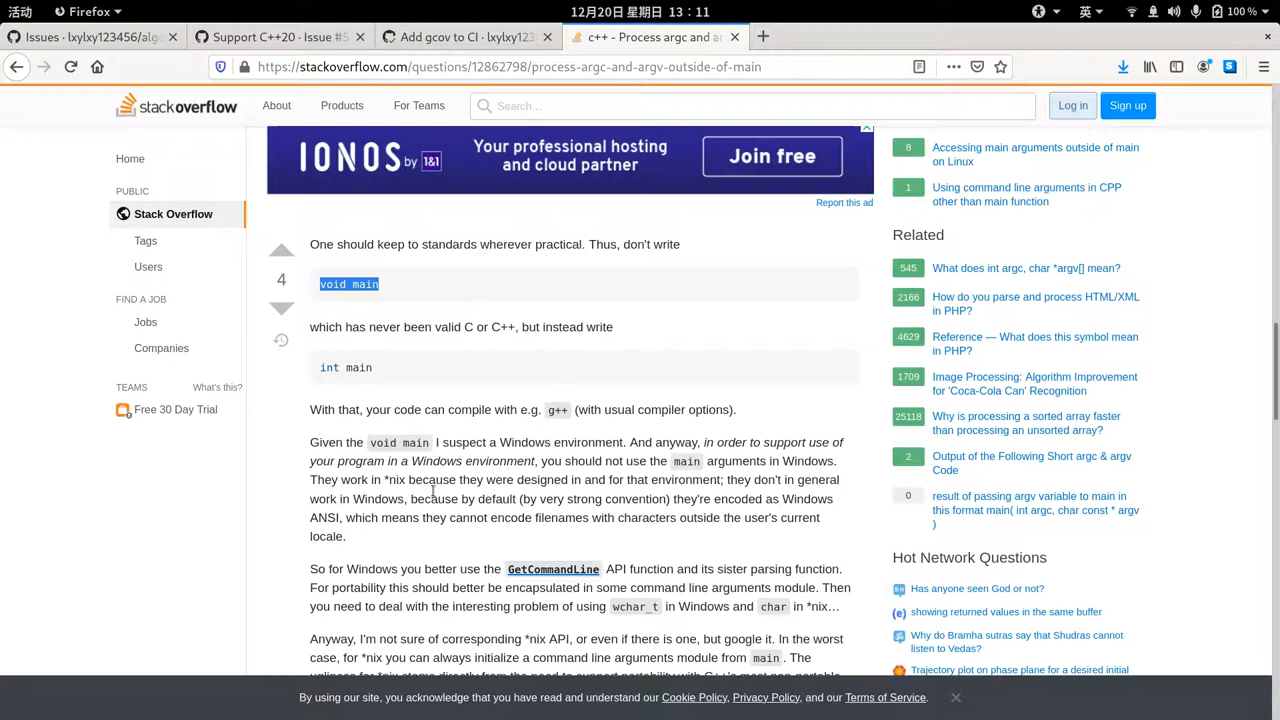 活动 Firefox 12月20日 星期日 13：11 英 100 %
Issues · lxylxy123456/algo Support C++20 · Issue #5 Add gcov to CI · lxylxy123 c++ - Process argc and ar
https://stackoverflow.com/questions/12862798/process-argc-and-argv-outside-of-main
stackoverflow About Products For Teams Search… Log in Sign up
Home
PUBLIC
Stack Overflow
Tags
Users
FIND A JOB
Jobs
Companies
TEAMS What's this?
Free 30 Day Trial
IONOS by 1&1 Your professional hosting
and cloud partner Join free
Report this ad
4
One should keep to standards wherever practical. Thus, don't write
void main
which has never been valid C or C++, but instead write
int main
With that, your code can compile with e.g. g++ (with usual compiler options).
Given the void main I suspect a Windows environment. And anyway, in order to support use of
your program in a Windows environment, you should not use the main arguments in Windows.
They work in *nix because they were designed in and for that environment; they don't in general
work in Windows, because by default (by very strong convention) they're encoded as Windows
ANSI, which means they cannot encode filenames with characters outside the user's current
locale.
So for Windows you better use the GetCommandLine API function and its sister parsing function.
For portability this should better be encapsulated in some command line arguments module. Then
you need to deal with the interesting problem of using wchar_t in Windows and char in *nix…
Anyway, I'm not sure of corresponding *nix API, or even if there is one, but google it. In the worst
case, for *nix you can always initialize a command line arguments module from main. The
ugliness for *nix stems directly from the need to support portability with C++'s most non-portable,
8 Accessing main arguments outside of main
on Linux
1 Using command line arguments in CPP
other than main function
Related
545 What does int argc, char *argv[] mean?
2166 How do you parse and process HTML/XML
in PHP?
4629 Reference — What does this symbol mean
in PHP?
1709 Image Processing: Algorithm Improvement
for 'Coca-Cola Can' Recognition
25118 Why is processing a sorted array faster
than processing an unsorted array?
2 Output of the Following Short argc & argv
Code
0 result of passing argv variable to main in
this format main( int argc, char const * argv
)
Hot Network Questions
Has anyone seen God or not?
showing returned values in the same buffer
Why do Bramha sutras say that Shudras cannot
listen to Vedas?
Trajectory plot on phase plane for a desired initial
By using our site, you acknowledge that you have read and understand our Cookie Policy, Privacy Policy, and our Terms of Service.